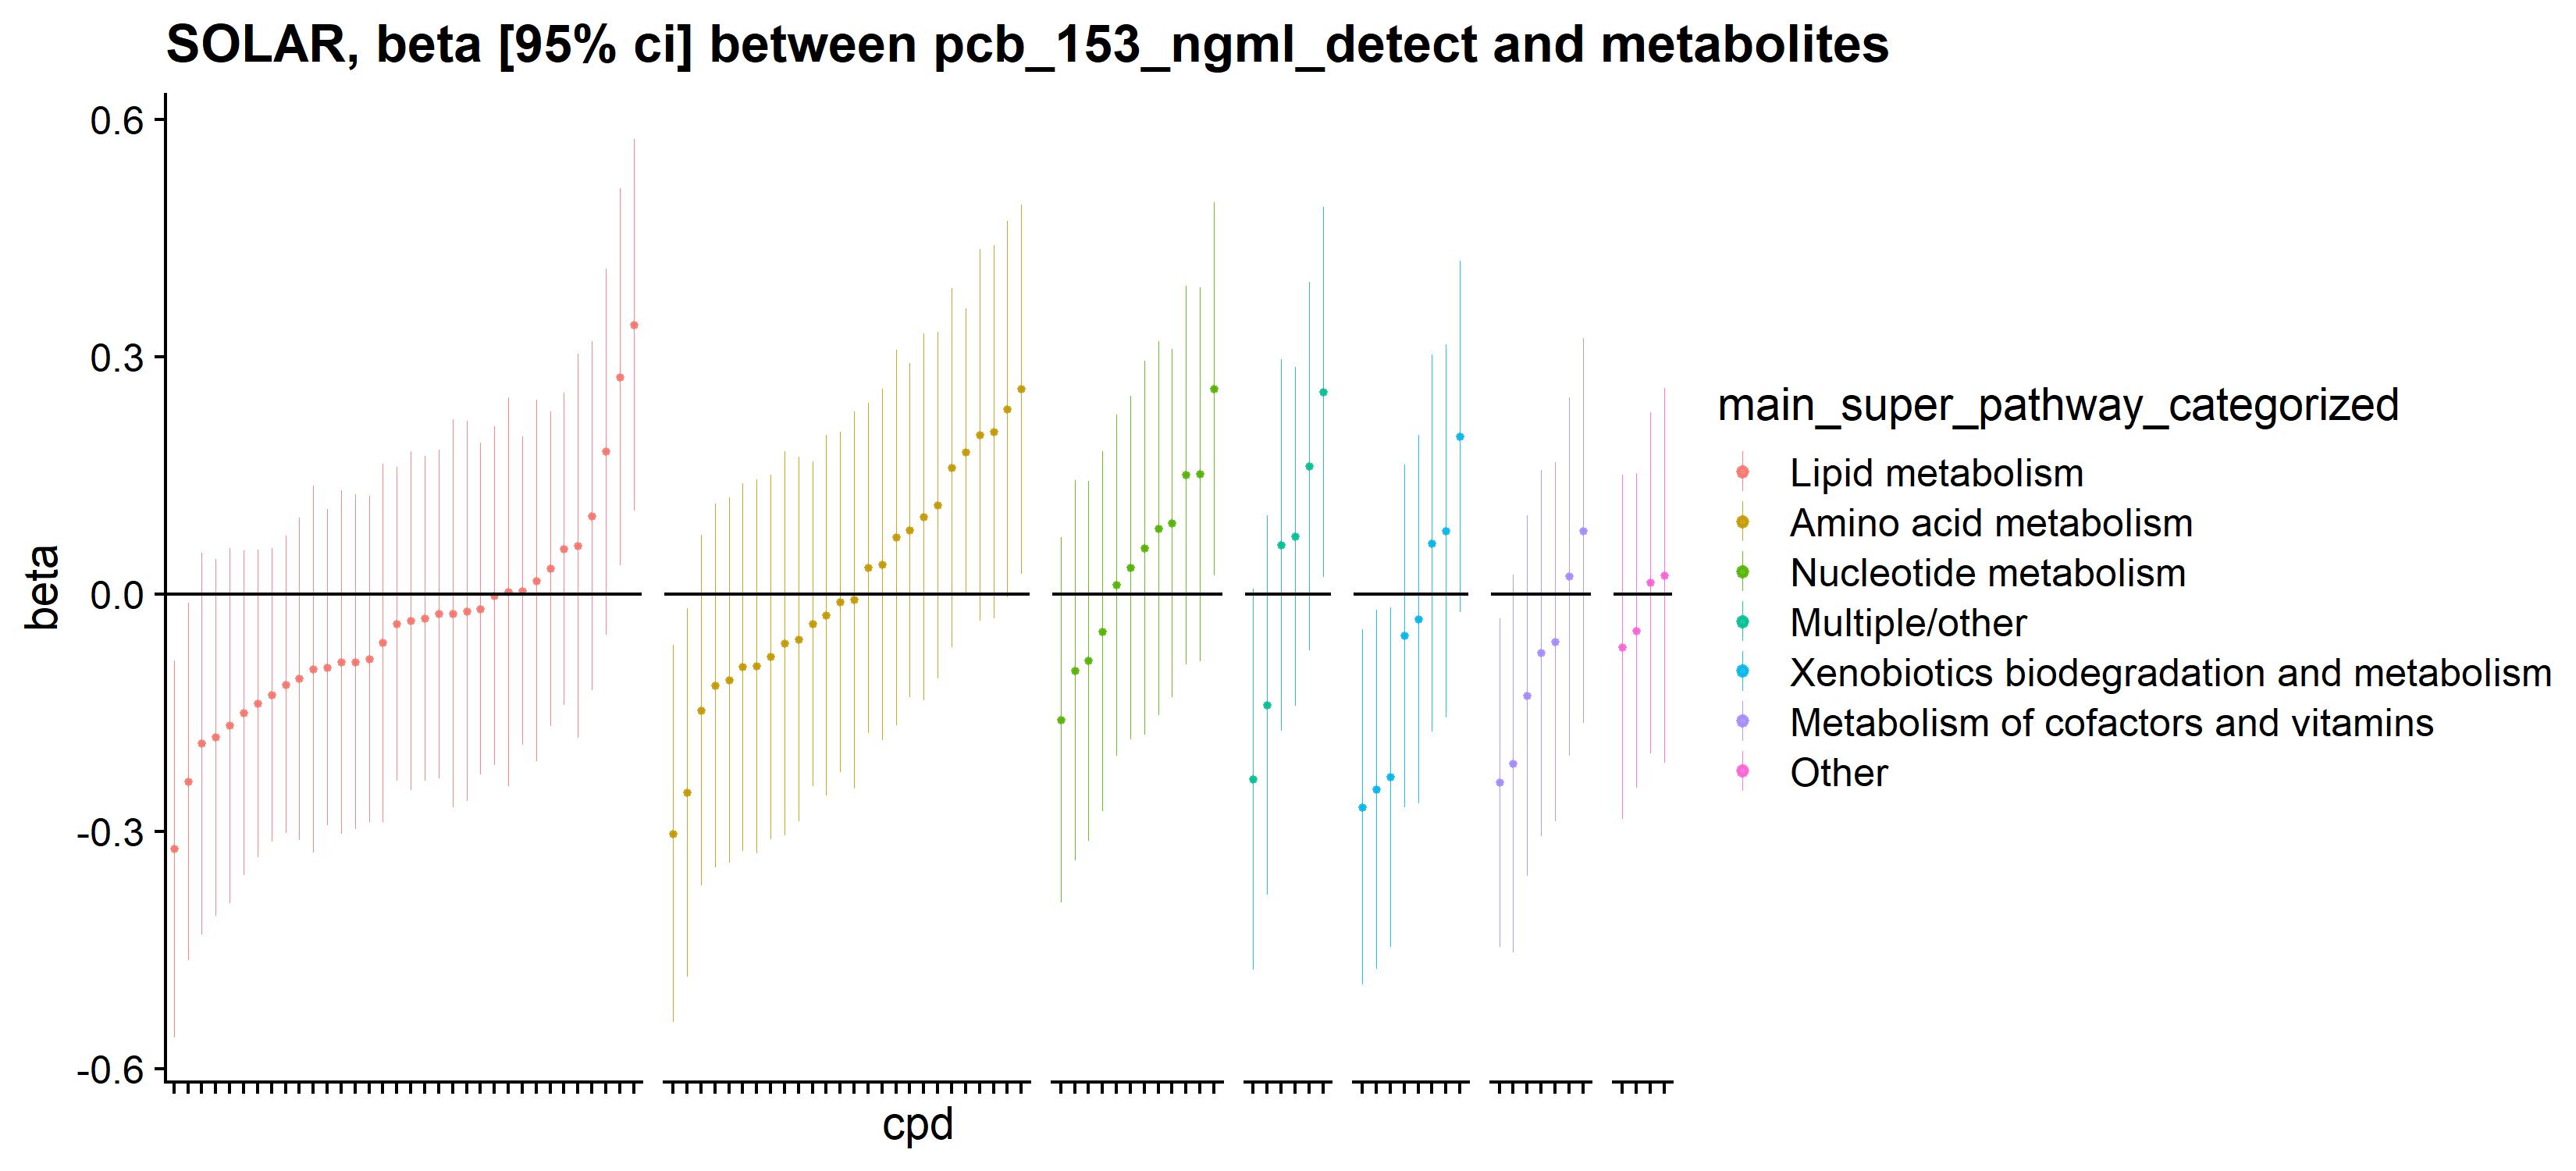 SOLAR, beta [95% ci] between pcb_153_ngml_detect and metabolites
0.6
0.3
0.0
-0.3
-0.6
beta
cpd
main_super_pathway_categorized
Lipid metabolism
Amino acid metabolism
Nucleotide metabolism
Multiple/other
Xenobiotics biodegradation and metabolism
Metabolism of cofactors and vitamins
Other